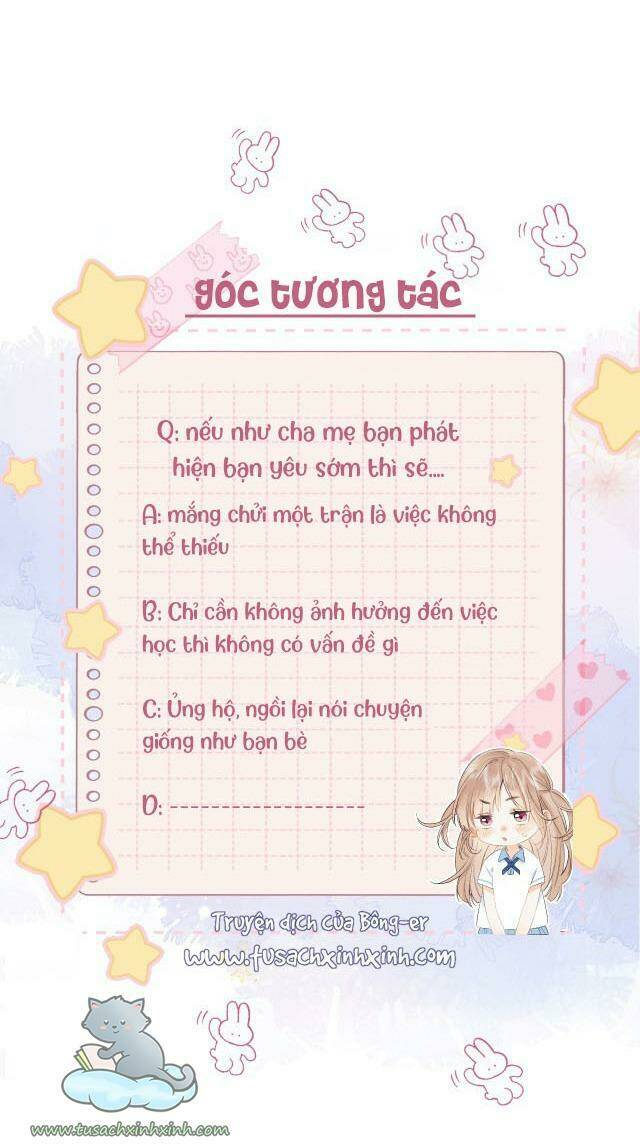 góc tương tác
Q: nếu như cha mẹ bạn phát
hiện bạn yêu sớm thì sẽ....
A: mắng chửi một trận là việc không
thể thiếu
B: Chỉ cần không ảnh hưởng đến việc
học thì không có vấn đề gì
C: Ủng hộ, ngồi lại nói chuyện
giống như bạn bè
D: -------------------
Truyện dịch của Bông-er
www.tusachxinhxinh.com
www.tusachxinhxinh.com